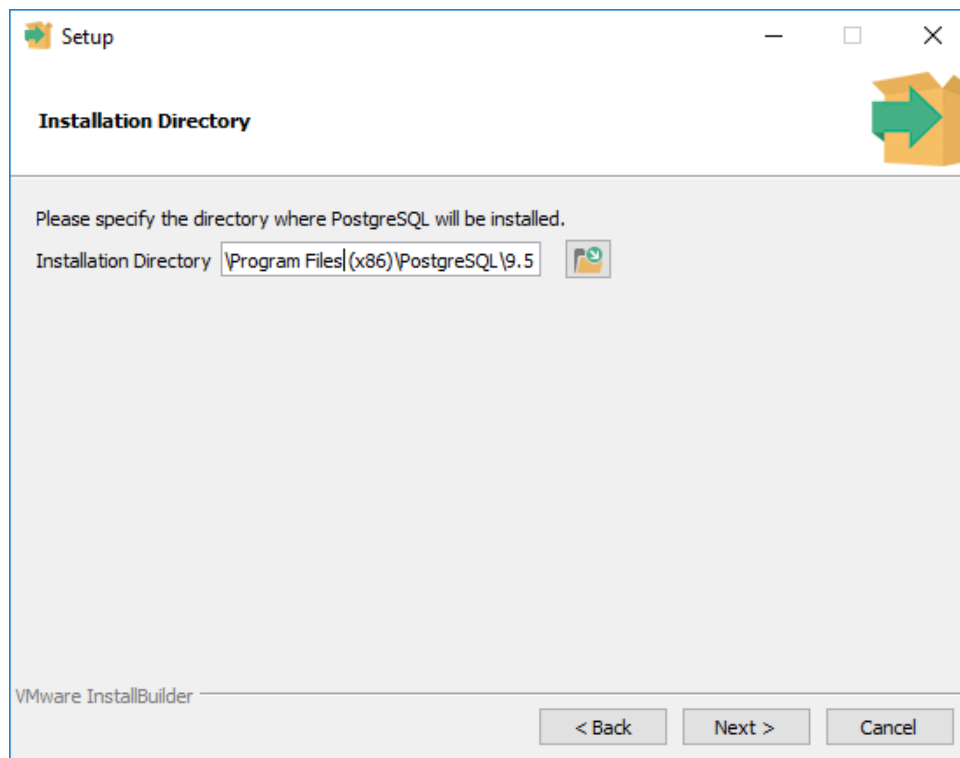 Setup
Installation Directory
Please specify the directory where PostgreSQL will be installed.
Installation Directory \Program Files (x86)\PostgreSQL\9.5
VMware InstallBuilder
< Back Next > Cancel